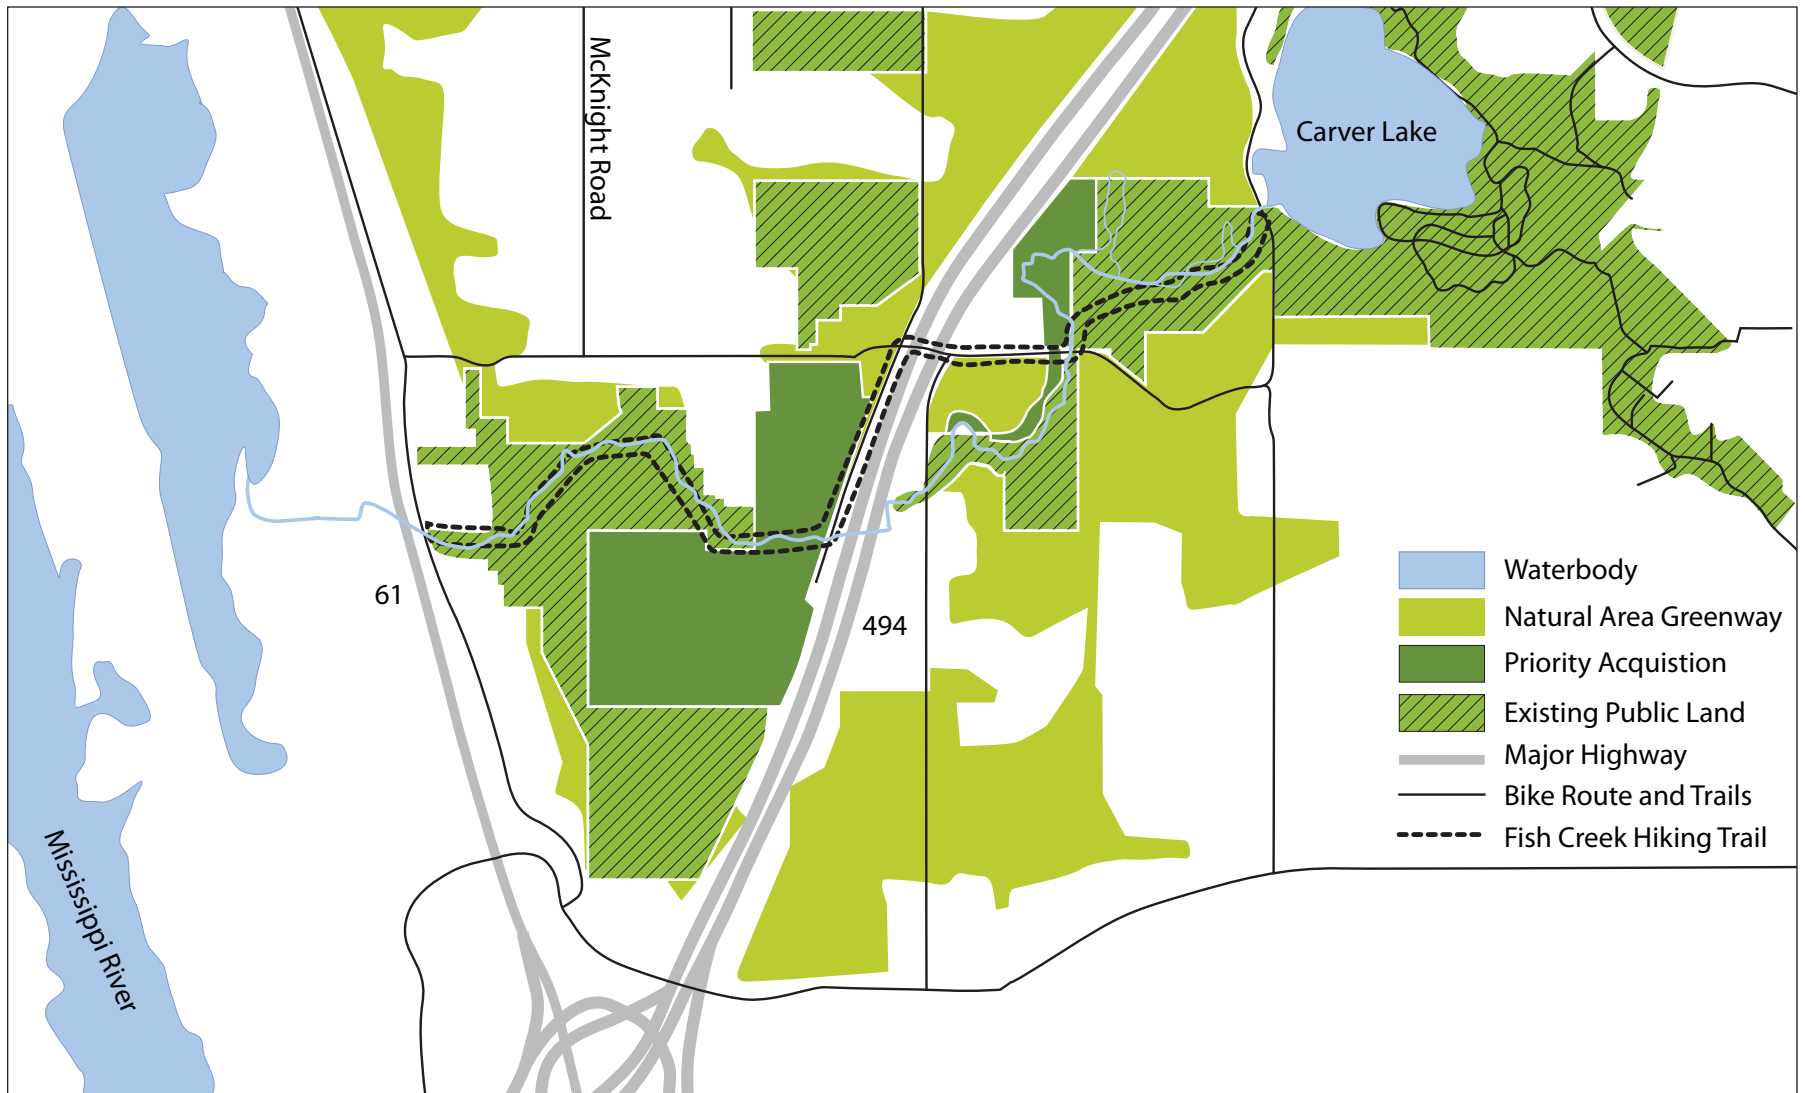 McKnight Road
Carver Lake
61
494
Mississippi River
Waterbody
Natural Area Greenway
Priority Acquistion
Existing Public Land
Major Highway
Bike Route and Trails
Fish Creek Hiking Trail